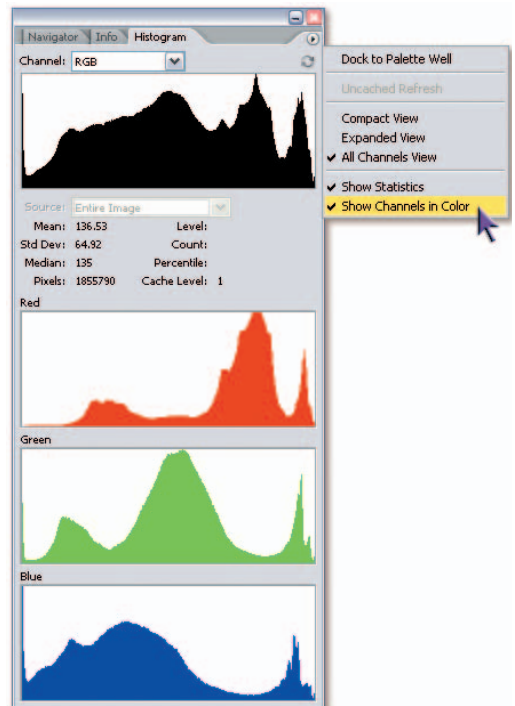 Navigator Info Histogram
Channel: RGB
Source: Entire Image
Mean: 136.53 Level:
Std Dev: 64.92 Count:
Median: 135 Percentile:
Pixels: 1855790 Cache Level: 1
Red
Green
Blue
Dock to Palette Well
Uncached Refresh
Compact View
Expanded View
All Channels View
Show Statistics
Show Channels in Color